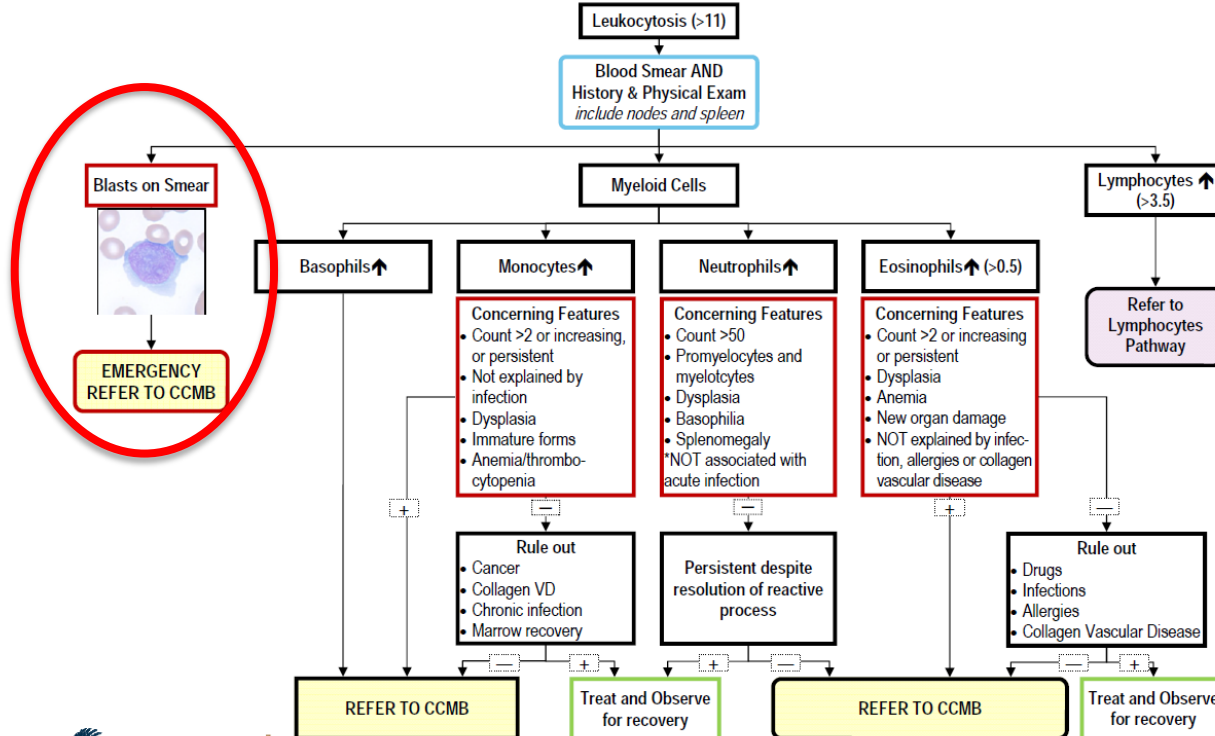 Leukocytosis (>11)
Blood Smear AND
History & Physical Exam
include nodes and spleen
Blasts on Smear
EMERGENCY
REFER TO CCMB
Myeloid Cells
Lymphocytes 🡹
(>3.5)
Refer to
Lymphocytes
Pathway
Basophils🡹
Monocytes🡹
Neutrophils🡹
Eosinophils🡹 (>0.5)
Concerning Features
• Count >2 or increasing,
or persistent
• Not explained by
infection
• Dysplasia
• Immature forms
• Anemia/thrombo-
cytopenia
Concerning Features
• Count >50
• Promyelocytes and
myelotcytes
• Dysplasia
• Basophilia
• Splenomegaly
*NOT associated with
acute infection
Concerning Features
• Count >2 or increasing
or persistent
• Dysplasia
• Anemia
• New organ damage
• NOT explained by infec-
tion, allergies or collagen
vascular disease
+
—
—
+
—
Rule out
• Cancer
• Collagen VD
• Chronic infection
• Marrow recovery
Persistent despite
resolution of reactive
process
Rule out
• Drugs
• Infections
• Allergies
• Collagen Vascular Disease
—
+
+
—
—
+
REFER TO CCMB
Treat and Observe
for recovery
REFER TO CCMB
Treat and Observe
for recovery